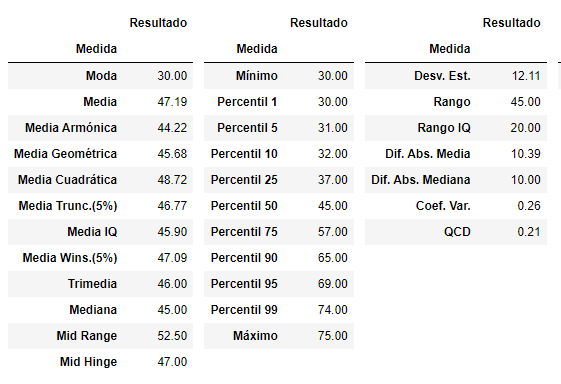 Resultado
Medida
Moda 30.00
Media 47.19
Media Armónica 44.22
Media Geométrica 45.68
Media Cuadrática 48.72
Media Trunc.(5%) 46.77
Media IQ 45.90
Media Wins.(5%) 47.09
Trimedia 46.00
Mediana 45.00
Mid Range 52.50
Mid Hinge 47.00
Resultado
Medida
Mínimo 30.00
Percentil 1 30.00
Percentil 5 31.00
Percentil 10 32.00
Percentil 25 37.00
Percentil 50 45.00
Percentil 75 57.00
Percentil 90 65.00
Percentil 95 69.00
Percentil 99 74.00
Máximo 75.00
Resultado
Medida
Desv. Est. 12.11
Rango 45.00
Rango IQ 20.00
Dif. Abs. Media 10.39
Dif. Abs. Mediana 10.00
Coef. Var. 0.26
QCD 0.21